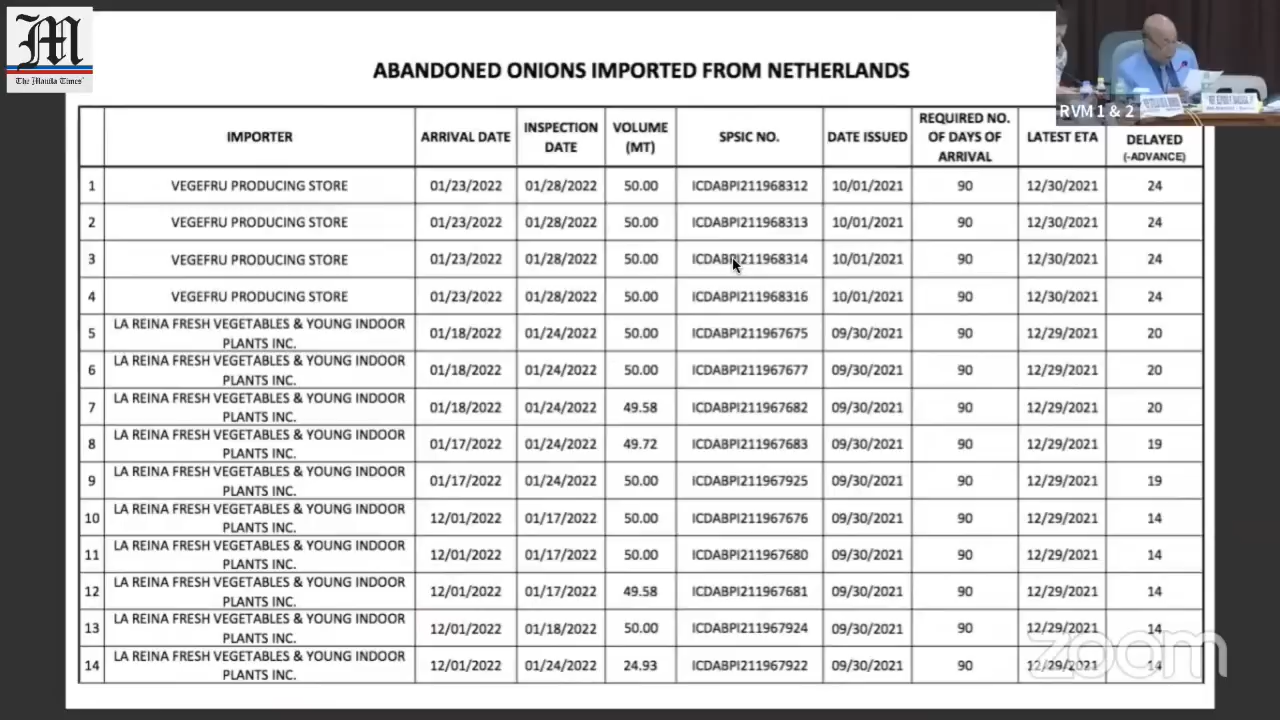 M
The Manila Times
ABANDONED ONIONS IMPORTED FROM NETHERLANDS
RVM 1 & 2
IMPORTER ARRIVAL DATE INSPECTION DATE VOLUME (MT) SPSIC NO. DATE ISSUED REQUIRED NO. OF DAYS OF ARRIVAL LATEST ETA DELAYED (-ADVANCE)
1 VEGEFRU PRODUCING STORE 01/23/2022 01/28/2022 50.00 ICDABPI211968312 10/01/2021 90 12/30/2021 24
2 VEGEFRU PRODUCING STORE 01/23/2022 01/28/2022 50.00 ICDABPI211968313 10/01/2021 90 12/30/2021 24
3 VEGEFRU PRODUCING STORE 01/23/2022 01/28/2022 50.00 ICDABPI211968314 10/01/2021 90 12/30/2021 24
4 VEGEFRU PRODUCING STORE 01/23/2022 01/28/2022 50.00 ICDABPI211968316 10/01/2021 90 12/30/2021 24
5 LA REINA FRESH VEGETABLES & YOUNG INDOOR PLANTS INC. 01/18/2022 01/24/2022 50.00 ICDABPI211967675 09/30/2021 90 12/29/2021 20
6 LA REINA FRESH VEGETABLES & YOUNG INDOOR PLANTS INC. 01/18/2022 01/24/2022 50.00 ICDABPI211967677 09/30/2021 90 12/29/2021 20
7 LA REINA FRESH VEGETABLES & YOUNG INDOOR PLANTS INC. 01/18/2022 01/24/2022 49.58 ICDABPI211967682 09/30/2021 90 12/29/2021 20
8 LA REINA FRESH VEGETABLES & YOUNG INDOOR PLANTS INC. 01/17/2022 01/24/2022 49.72 ICDABPI211967683 09/30/2021 90 12/29/2021 19
9 LA REINA FRESH VEGETABLES & YOUNG INDOOR PLANTS INC. 01/17/2022 01/24/2022 50.00 ICDABPI211967925 09/30/2021 90 12/29/2021 19
10 LA REINA FRESH VEGETABLES & YOUNG INDOOR PLANTS INC. 12/01/2022 01/17/2022 50.00 ICDABPI211967676 09/30/2021 90 12/29/2021 14
11 LA REINA FRESH VEGETABLES & YOUNG INDOOR PLANTS INC. 12/01/2022 01/17/2022 50.00 ICDABPI211967680 09/30/2021 90 12/29/2021 14
12 LA REINA FRESH VEGETABLES & YOUNG INDOOR PLANTS INC. 12/01/2022 01/17/2022 49.58 ICDABPI211967681 09/30/2021 90 12/29/2021 14
13 LA REINA FRESH VEGETABLES & YOUNG INDOOR PLANTS INC. 12/01/2022 01/18/2022 50.00 ICDABPI211967924 09/30/2021 90 12/29/2021 14
14 LA REINA FRESH VEGETABLES & YOUNG INDOOR PLANTS INC. 12/01/2022 01/24/2022 24.93 ICDABPI211967922 09/30/2021 90 12/29/2021 14
zoom